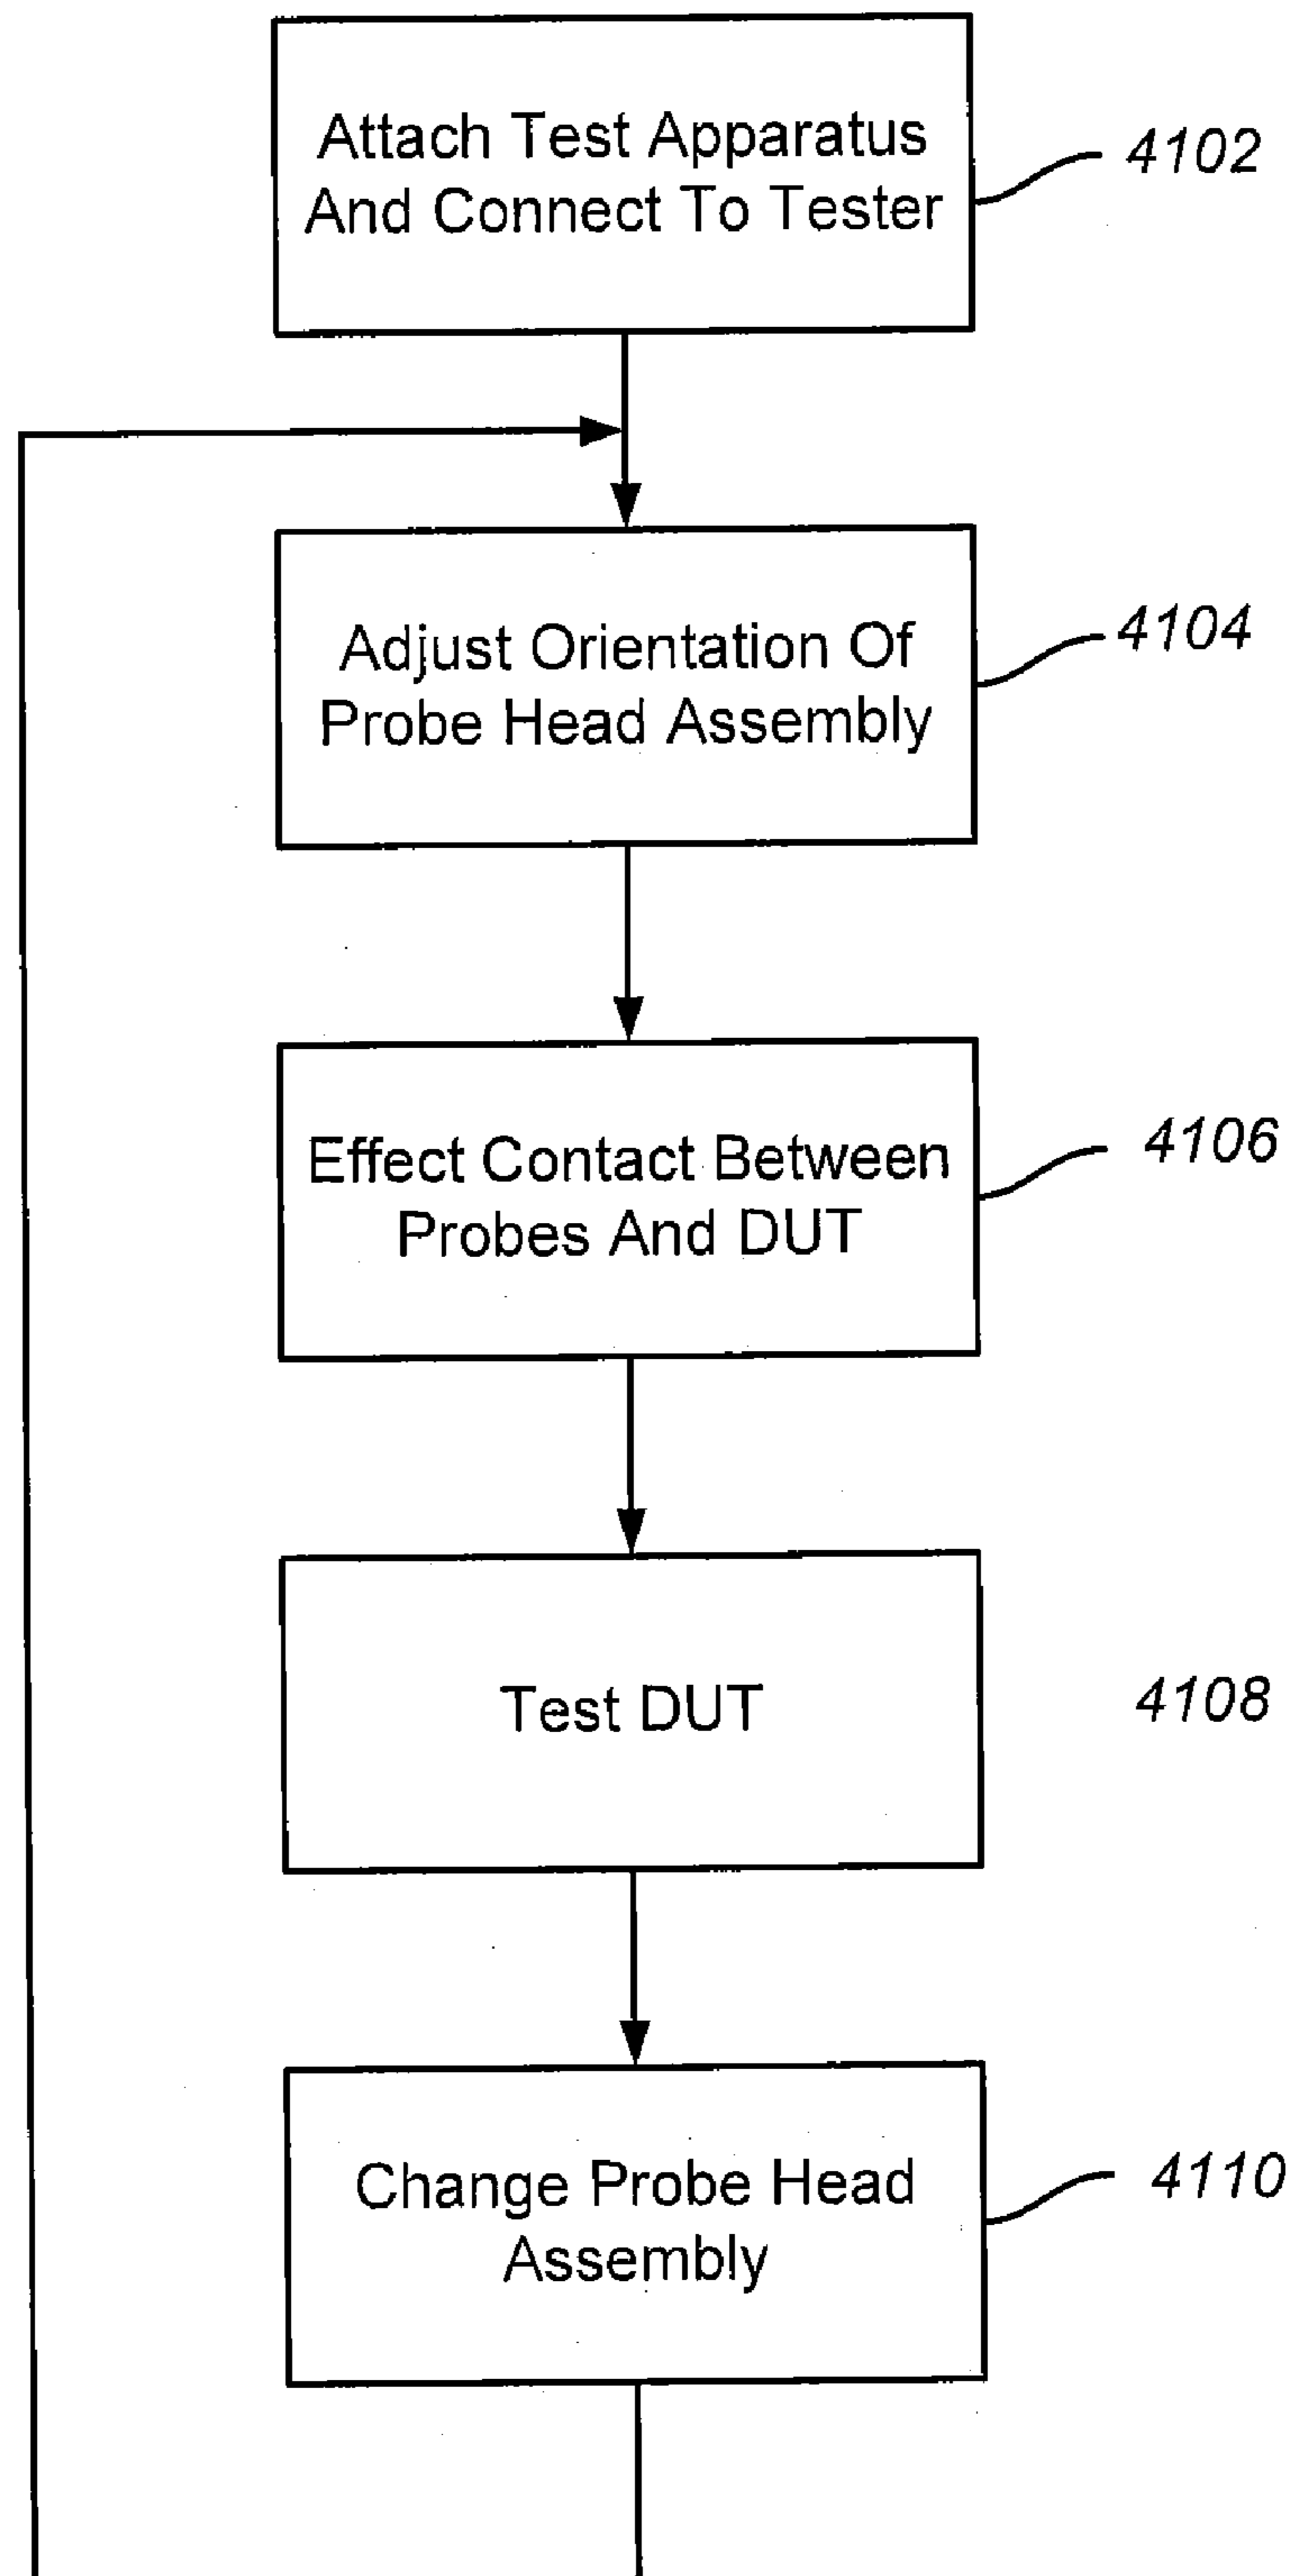 Attach Test Apparatus
And Connect To Tester
4102
Adjust Orientation Of
Probe Head Assembly
4104
Effect Contact Between
Probes And DUT
4106
Test DUT
4108
Change Probe Head
Assembly
4110